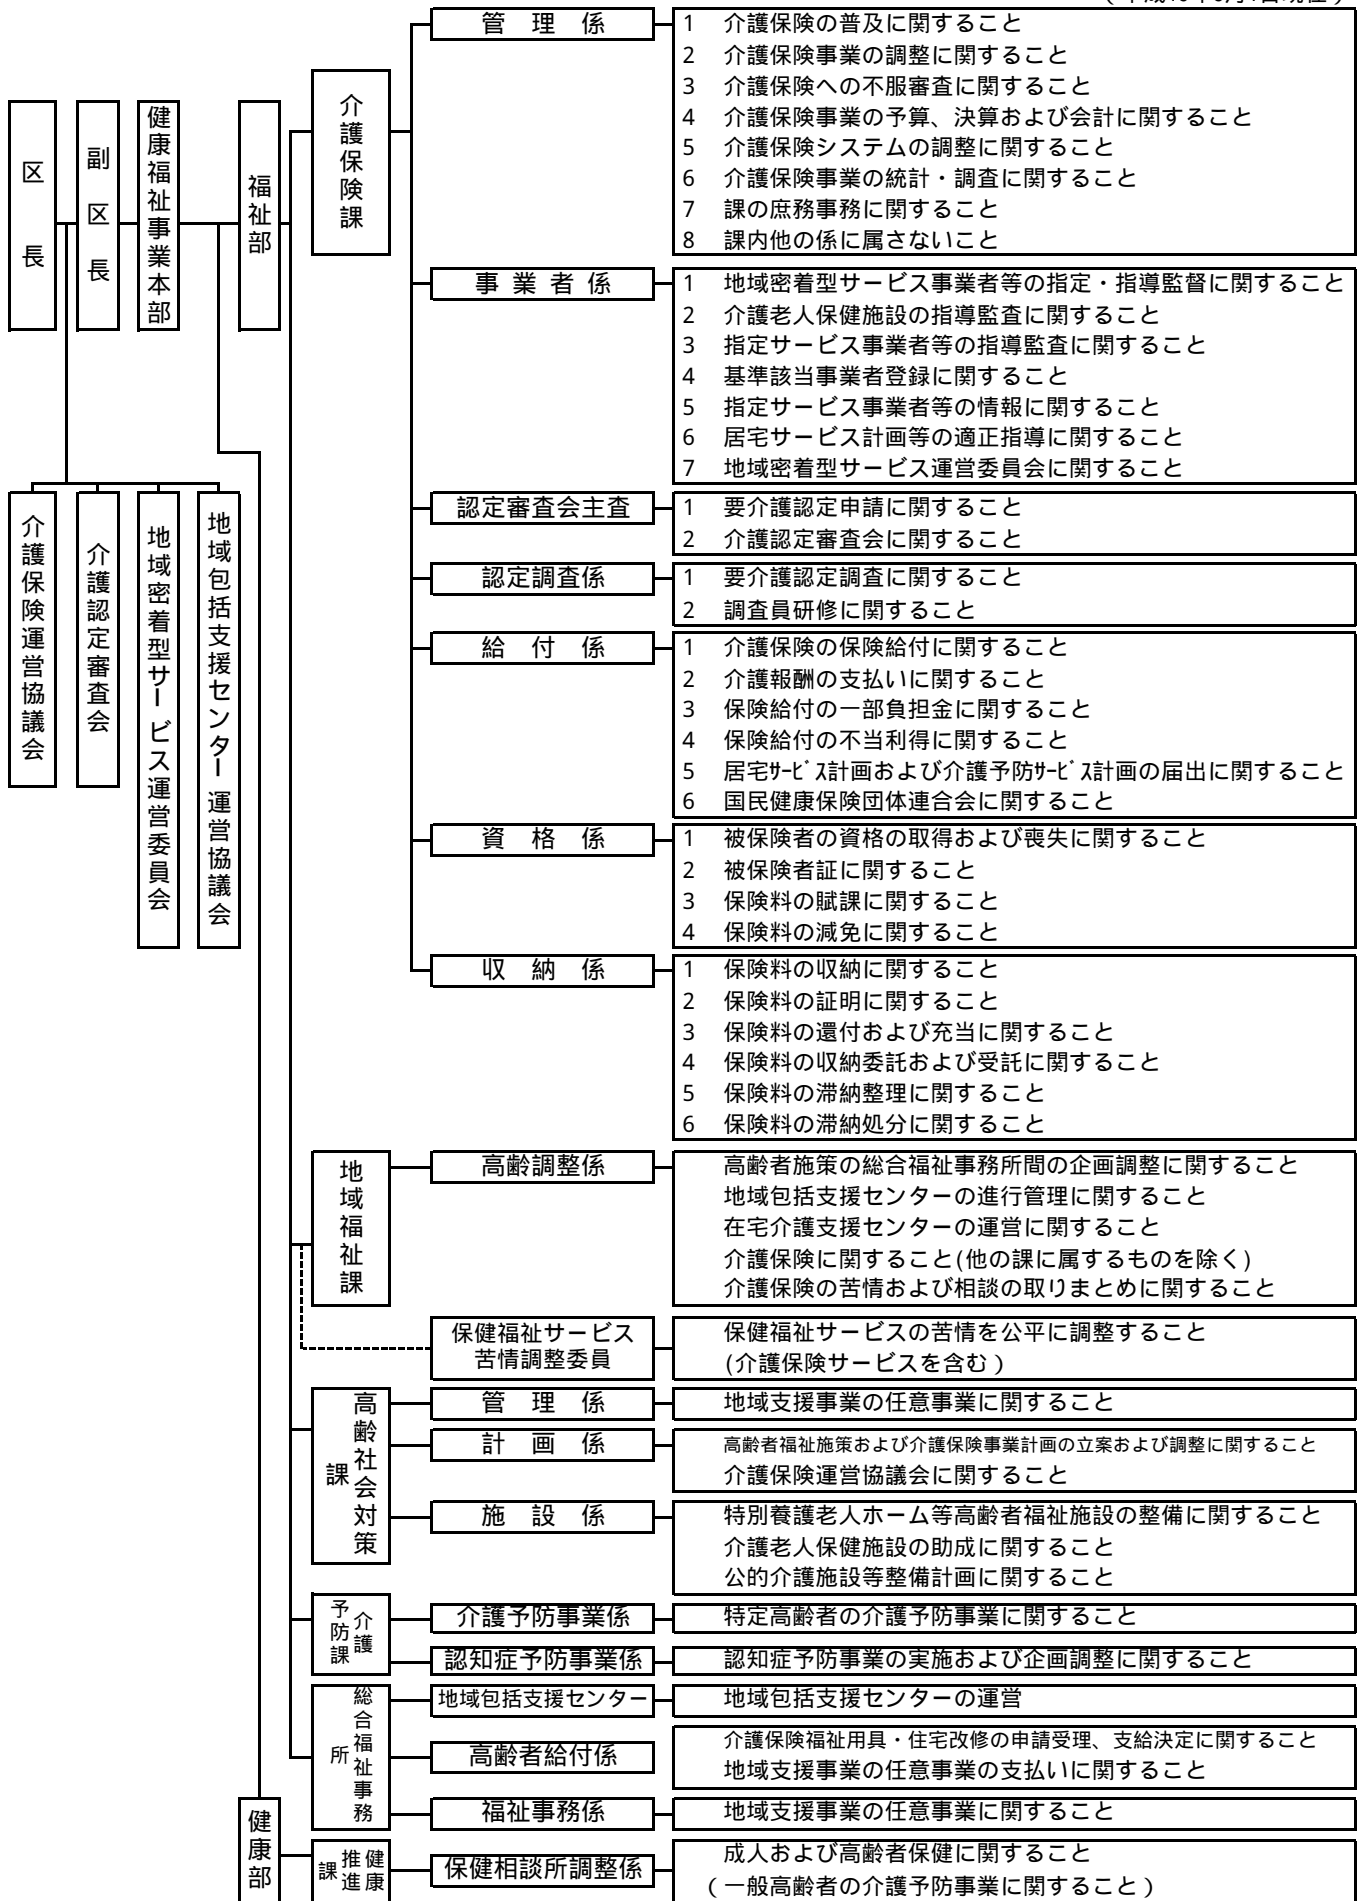 区長
副区長
健康福祉事業本部
福祉部
介護保険課
管理係
1 介護保険の普及に関すること
2 介護保険事業の調整に関すること
3 介護保険への不服審査に関すること
4 介護保険事業の予算、決算および会計に関すること
5 介護保険システムの調整に関すること
6 介護保険事業の統計・調査に関すること
7 課の庶務事務に関すること
8 課内他の係に属さないこと
事業者係
1 地域密着型サービス事業者等の指定・指導監督に関すること
2 介護老人保健施設の指導監査に関すること
3 指定サービス事業者等の指導監査に関すること
4 基準該当事業者登録に関すること
5 指定サービス事業者等の情報に関すること
6 居宅サービス計画等の適正指導に関すること
7 地域密着型サービス運営委員会に関すること
介護保険運営協議会
介護認定審査会
地域密着型サービス運営委員会
地域包括支援センター運営協議会
認定審査会主査
1 要介護認定申請に関すること
2 介護認定審査会に関すること
認定調査係
1 要介護認定調査に関すること
2 調査員研修に関すること
給付係
1 介護保険の保険給付に関すること
2 介護報酬の支払いに関すること
3 保険給付の一部負担金に関すること
4 保険給付の不当利得に関すること
5 居宅ｻｰﾋﾞｽ計画および介護予防ｻｰﾋﾞｽ計画の届出に関すること
6 国民健康保険団体連合会に関すること
資格係
1 被保険者の資格の取得および喪失に関すること
2 被保険者証に関すること
3 保険料の賦課に関すること
4 保険料の減免に関すること
収納係
1 保険料の収納に関すること
2 保険料の証明に関すること
3 保険料の還付および充当に関すること
4 保険料の収納委託および受託に関すること
5 保険料の滞納整理に関すること
6 保険料の滞納処分に関すること
地域福祉課
高齢調整係
高齢者施策の総合福祉事務所間の企画調整に関すること
地域包括支援センターの進行管理に関すること
在宅介護支援センターの運営に関すること
介護保険に関すること(他の課に属するものを除く)
介護保険の苦情および相談の取りまとめに関すること
保健福祉サービス
苦情調整委員
保健福祉サービスの苦情を公平に調整すること
(介護保険サービスを含む)
高齢社会対策課
管理係
地域支援事業の任意事業に関すること
計画係
高齢者福祉施策および介護保険事業計画の立案および調整に関すること
介護保険運営協議会に関すること
施設係
特別養護老人ホーム等高齢者福祉施設の整備に関すること
介護老人保健施設の助成に関すること
公的介護施設等整備計画に関すること
介護予防課
介護予防事業係
特定高齢者の介護予防事業に関すること
認知症予防事業係
認知症予防事業の実施および企画調整に関すること
総合福祉事務所
地域包括支援センター
地域包括支援センターの運営
高齢者給付係
介護保険福祉用具・住宅改修の申請受理、支給決定に関すること
地域支援事業の任意事業の支払いに関すること
福祉事務係
地域支援事業の任意事業に関すること
健康部
健康推進課
保健相談所調整係
成人および高齢者保健に関すること
(一般高齢者の介護予防事業に関すること)